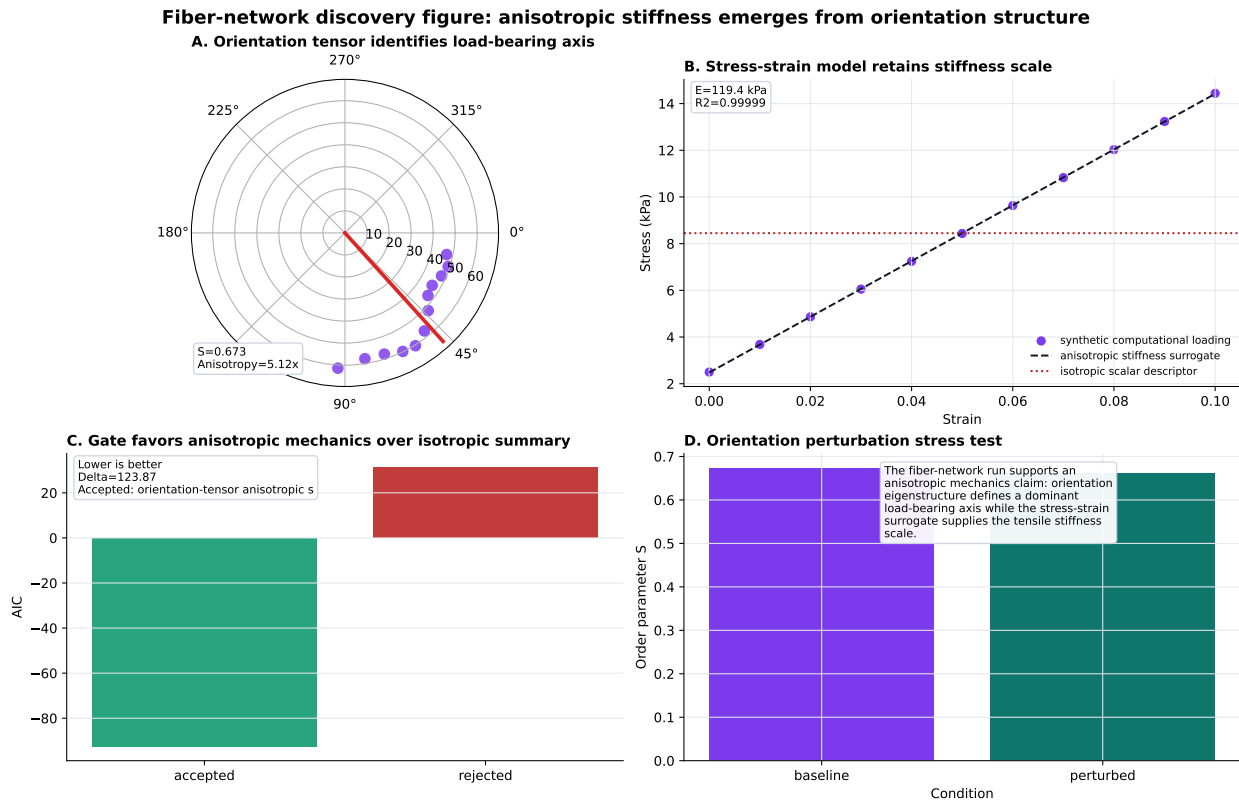 Fiber-network discovery figure: anisotropic stiffness emerges from orientation structure
A. Orientation tensor identifies load-bearing axis
270°
225°
315°
180°
0°
10
20
30
40
50
60
45°
90°
S=0.673
Anisotropy=5.12x
B. Stress-strain model retains stiffness scale
E=119.4 kPa
R2=0.99999
Stress (kPa)
14
12
10
8
6
4
2
synthetic computational loading
anisotropic stiffness surrogate
isotropic scalar descriptor
0.00
0.02
0.04
0.06
0.08
0.10
Strain
C. Gate favors anisotropic mechanics over isotropic summary
Lower is better
Delta=123.87
Accepted: orientation-tensor anisotropic s
AIC
20
0
−20
−40
−60
−80
accepted
rejected
D. Orientation perturbation stress test
The fiber-network run supports an
anisotropic mechanics claim: orientation
eigenstructure defines a dominant
load-bearing axis while the stress-strain
surrogate supplies the tensile stiffness
scale.
Order parameter S
0.7
0.6
0.5
0.4
0.3
0.2
0.1
0.0
baseline
perturbed
Condition